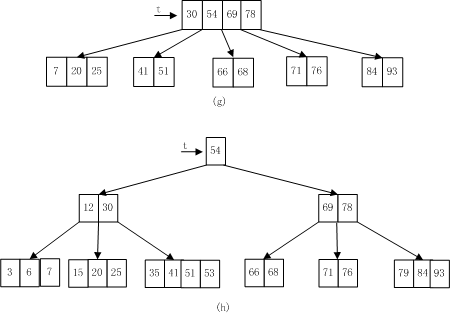 t 30 54 69 78
7 20 25 41 51 66 68 71 76 84 93
(g)
t 54
12 30 69 78
3 6 7 15 20 25 35 41 51 53 66 68 71 76 79 84 93
(h)